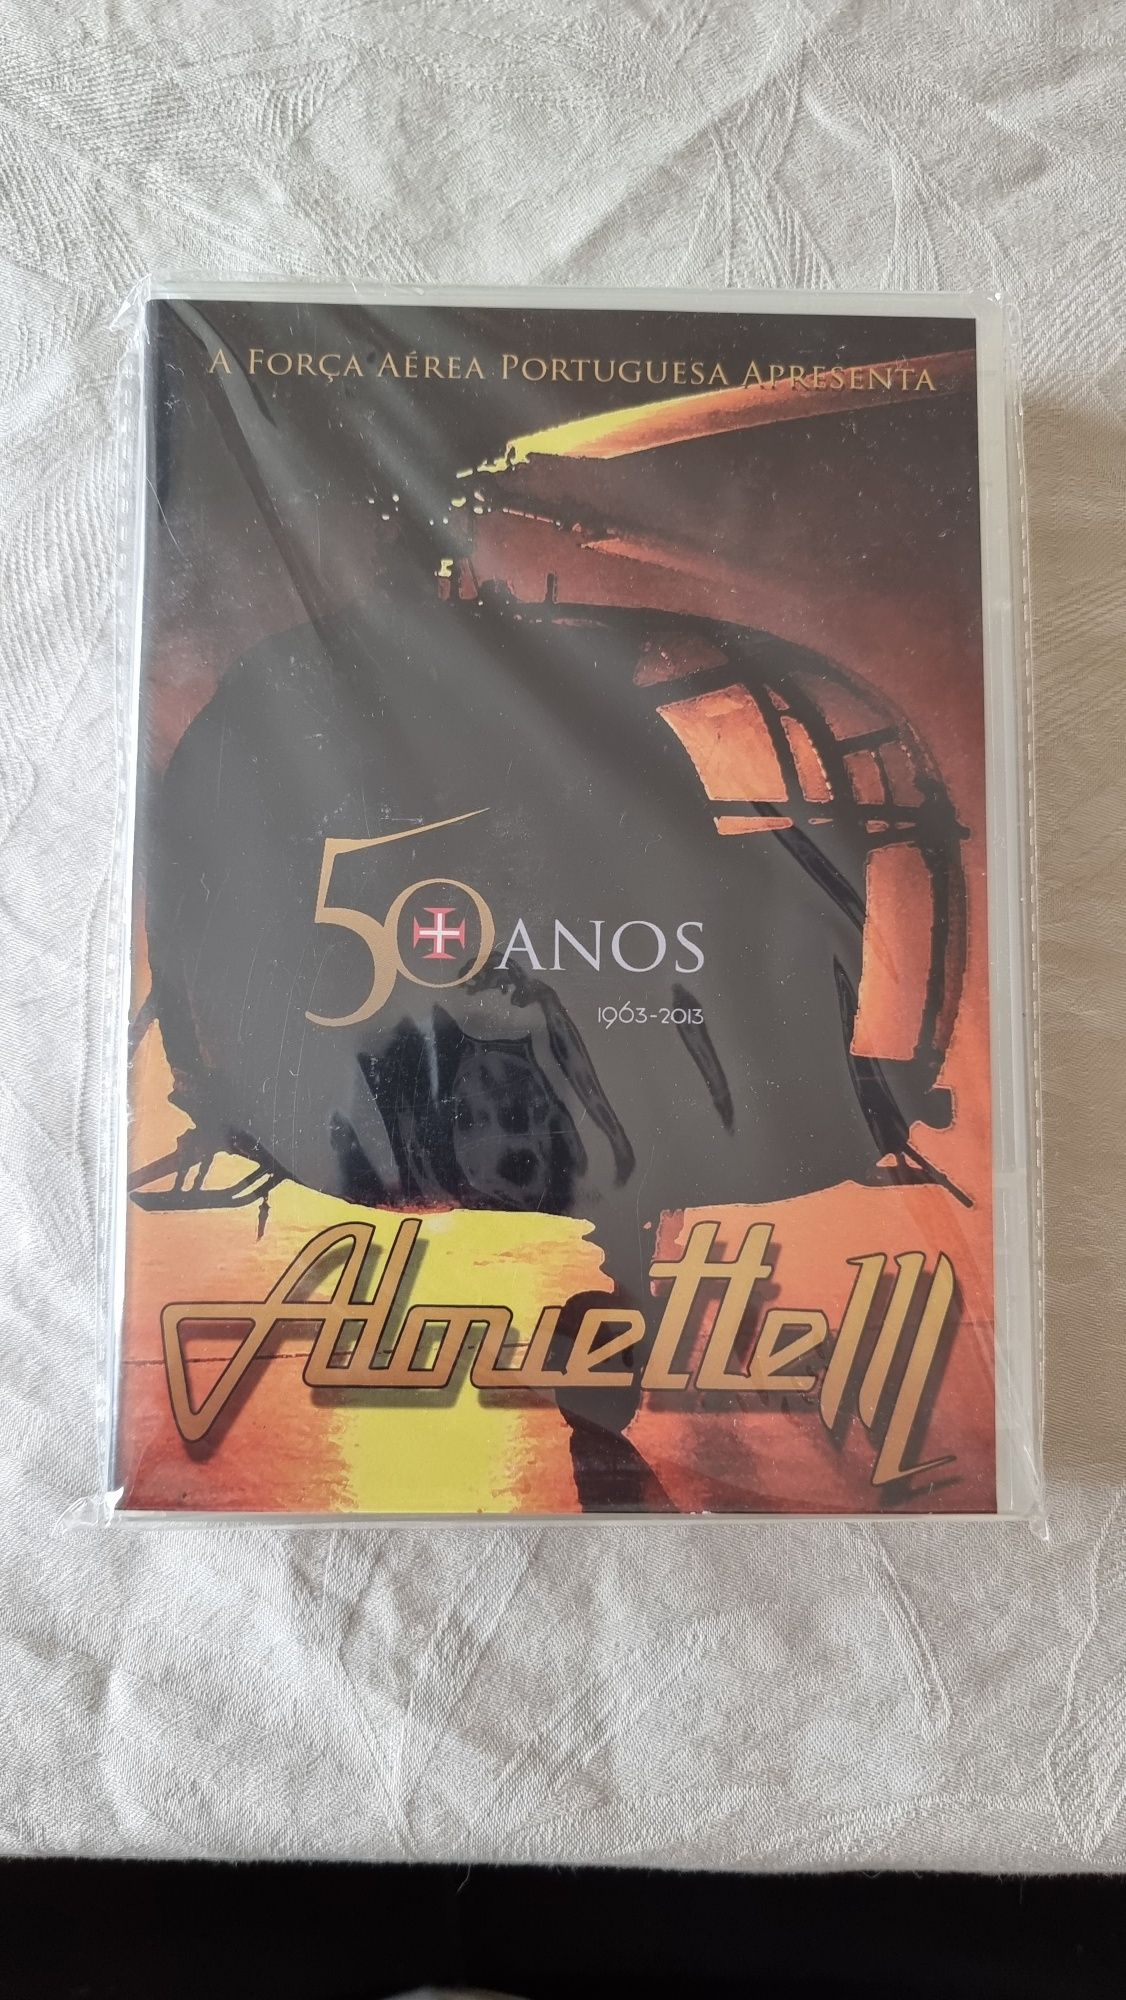 A Força Aérea Portuguesa Apresenta
50 ANOS
1963-2013
Alouette III